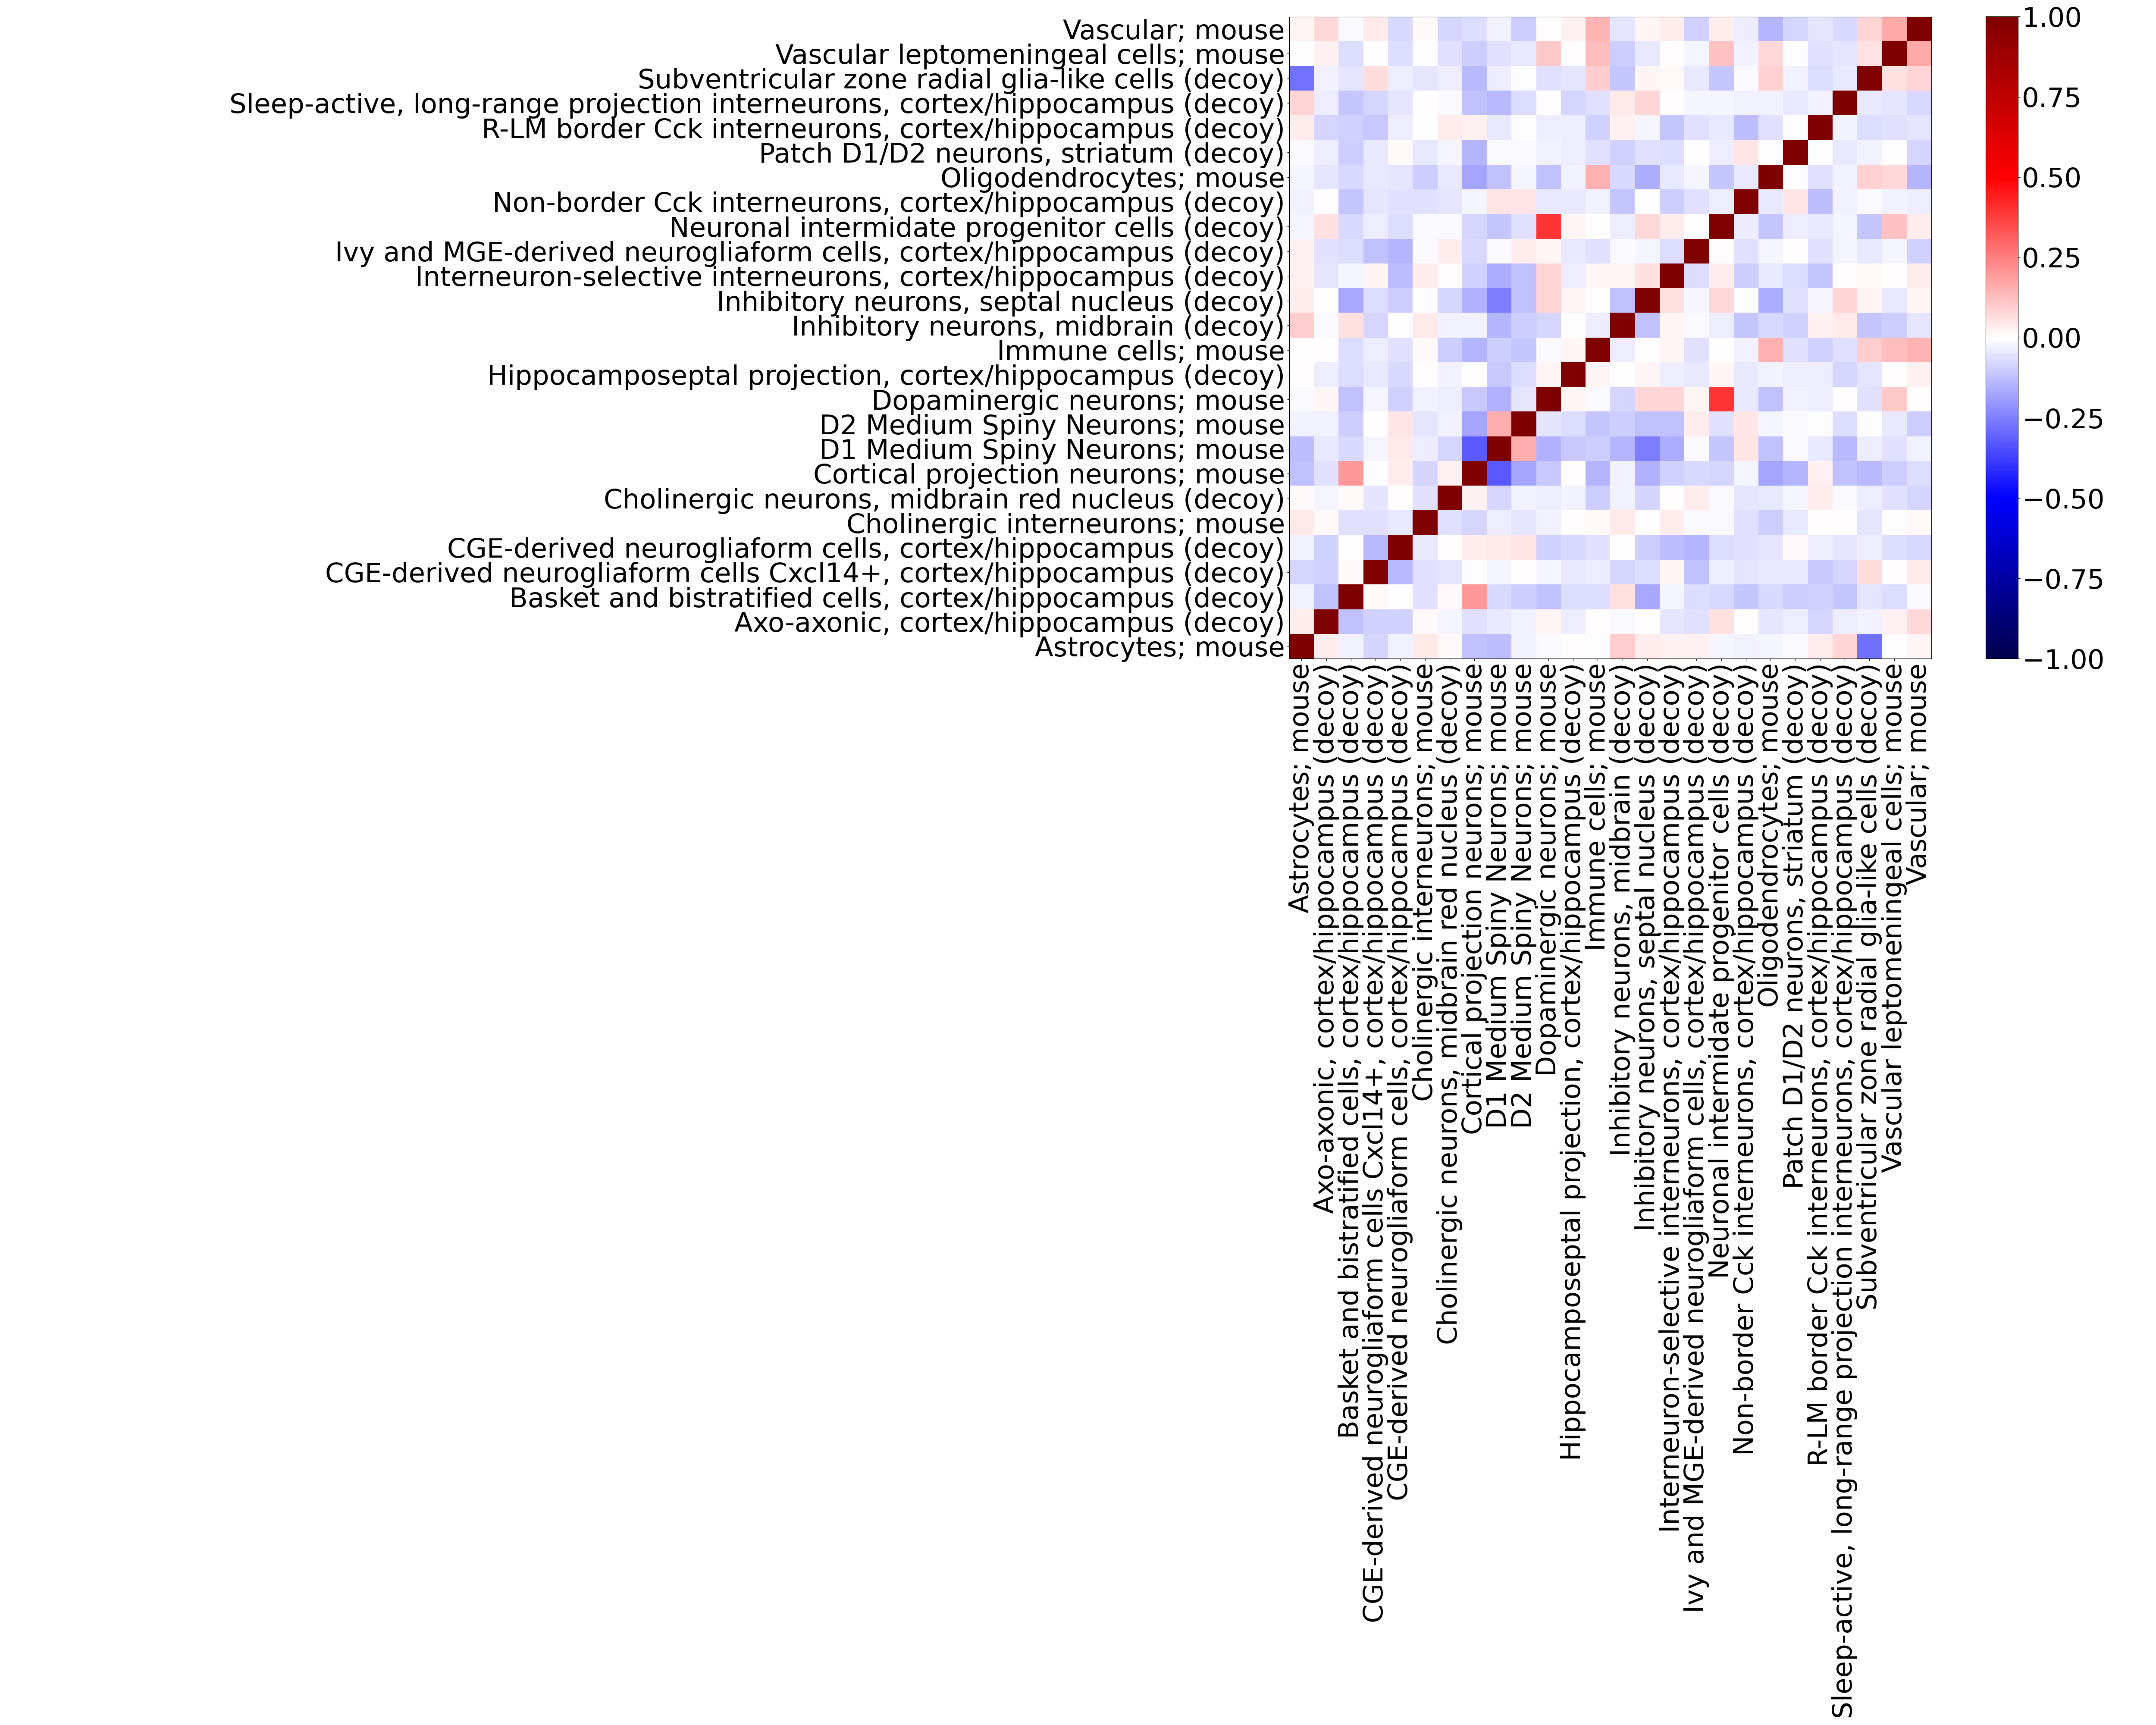 Vascular; mouse
Vascular leptomeningeal cells; mouse
Subventricular zone radial glia-like cells (decoy)
Sleep-active, long-range projection interneurons, cortex/hippocampus (decoy)
R-LM border Cck interneurons, cortex/hippocampus (decoy)
Patch D1/D2 neurons, striatum (decoy)
Oligodendrocytes; mouse
Non-border Cck interneurons, cortex/hippocampus (decoy)
Neuronal intermidate progenitor cells (decoy)
Ivy and MGE-derived neurogliaform cells, cortex/hippocampus (decoy)
Interneuron-selective interneurons, cortex/hippocampus (decoy)
Inhibitory neurons, septal nucleus (decoy)
Inhibitory neurons, midbrain (decoy)
Immune cells; mouse
Hippocamposeptal projection, cortex/hippocampus (decoy)
Dopaminergic neurons; mouse
D2 Medium Spiny Neurons; mouse
D1 Medium Spiny Neurons; mouse
Cortical projection neurons; mouse
Cholinergic neurons, midbrain red nucleus (decoy)
Cholinergic interneurons; mouse
CGE-derived neurogliaform cells, cortex/hippocampus (decoy)
CGE-derived neurogliaform cells Cxcl14+, cortex/hippocampus (decoy)
Basket and bistratified cells, cortex/hippocampus (decoy)
Axo-axonic, cortex/hippocampus (decoy)
Astrocytes; mouse
Astrocytes; mouse
Axo-axonic, cortex/hippocampus (decoy)
Basket and bistratified cells, cortex/hippocampus (decoy)
CGE-derived neurogliaform cells Cxcl14+, cortex/hippocampus (decoy)
CGE-derived neurogliaform cells, cortex/hippocampus (decoy)
Cholinergic interneurons; mouse
Cholinergic neurons, midbrain red nucleus (decoy)
Cortical projection neurons; mouse
D1 Medium Spiny Neurons; mouse
D2 Medium Spiny Neurons; mouse
Dopaminergic neurons; mouse
Hippocamposeptal projection, cortex/hippocampus (decoy)
Immune cells; mouse
Inhibitory neurons, midbrain (decoy)
Inhibitory neurons, septal nucleus (decoy)
Interneuron-selective interneurons, cortex/hippocampus (decoy)
Ivy and MGE-derived neurogliaform cells, cortex/hippocampus (decoy)
Neuronal intermidate progenitor cells (decoy)
Non-border Cck interneurons, cortex/hippocampus (decoy)
Oligodendrocytes; mouse
Patch D1/D2 neurons, striatum (decoy)
R-LM border Cck interneurons, cortex/hippocampus (decoy)
Sleep-active, long-range projection interneurons, cortex/hippocampus (decoy)
Subventricular zone radial glia-like cells (decoy)
Vascular leptomeningeal cells; mouse
Vascular; mouse
1.00
0.75
0.50
0.25
0.00
−0.25
−0.50
−0.75
−1.00